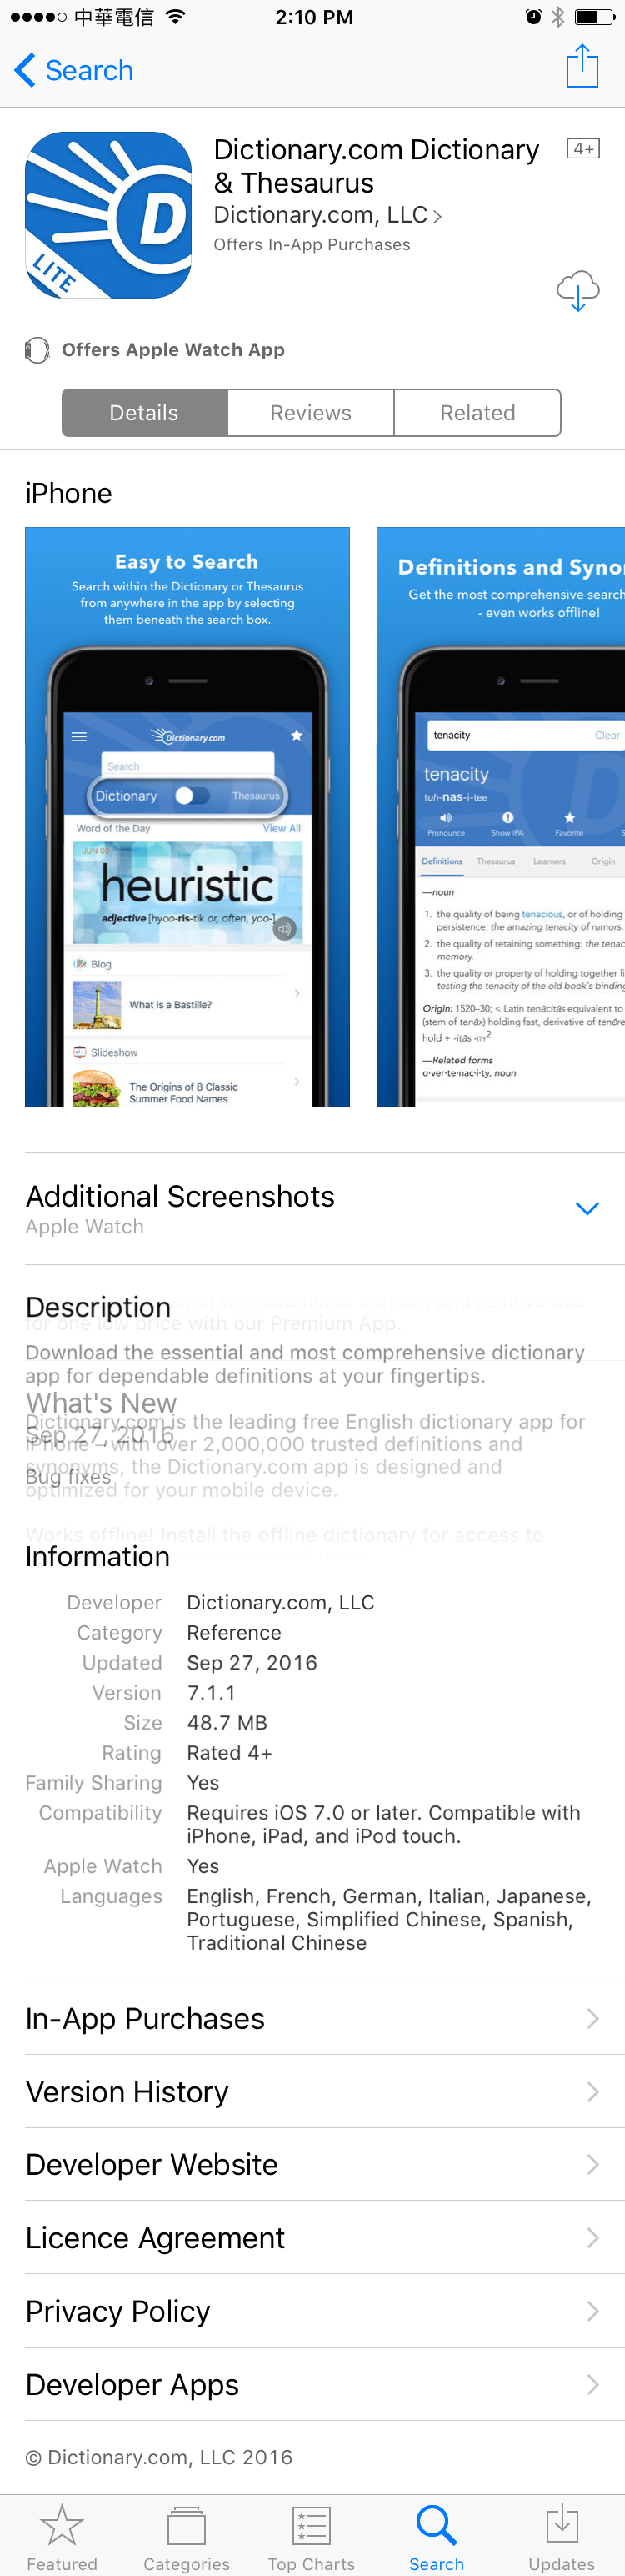 中華電信
2:10 PM
Search
Dictionary.com Dictionary
& Thesaurus
4+
Dictionary.com, LLC
Offers In-App Purchases
D
LITE
Offers Apple Watch App
Details
Reviews
Related
iPhone
Easy to Search
Search within the Dictionary or Thesaurus
from anywhere in the app by selecting
them beneath the search box.
Dictionary.com
Search
Dictionary
Thesaurus
Word of the Day
View All
JUN 08
heuristic
adjective [hyoo-ris-tik or, often, yoo-]
Blog
What is a Bastille?
Slideshow
The Origins of 8 Classic
Summer Food Names
Definitions and Syno
Get the most comprehensive search
- even works offline!
tenacity
Clear
tenacity
tuh-nas-i-tee
Pronounce
Show IPA
Favorite
S
Definitions
Thesaurus
Learners
Origin
—noun
1. the quality of being tenacious, or of holding
persistence: the amazing tenacity of rumors.
2. the quality of retaining something: the tenac
memory.
3. the quality or property of holding together fi
testing the tenacity of the old book's binding
Origin: 1520–30; < Latin tenācitās equivalent to
(stem of tenāx) holding fast, derivative of tenēre
hold + -itās -ITY2
—Related forms
o·ver·te·nac·i·ty, noun
Additional Screenshots
Apple Watch
Description
all of this additional content and remove ads
for one low price with our Premium App.
Download the essential and most comprehensive dictionary
app for dependable definitions at your fingertips.
What's New
Dictionary.com is the leading free English dictionary app for
Sep 27, 2016
iPhone – with over 2,000,000 trusted definitions and
synonyms, the Dictionary.com app is designed and
Bug fixes
optimized for your mobile device.
Works offline! Install the offline dictionary for access to
Information
Developer Dictionary.com, LLC
Category Reference
Updated Sep 27, 2016
Version 7.1.1
Size 48.7 MB
Rating Rated 4+
Family Sharing Yes
Compatibility Requires iOS 7.0 or later. Compatible with
iPhone, iPad, and iPod touch.
Apple Watch Yes
Languages English, French, German, Italian, Japanese,
Portuguese, Simplified Chinese, Spanish,
Traditional Chinese
In-App Purchases
Version History
Developer Website
Licence Agreement
Privacy Policy
Developer Apps
© Dictionary.com, LLC 2016
Featured
Categories
Top Charts
Search
Updates